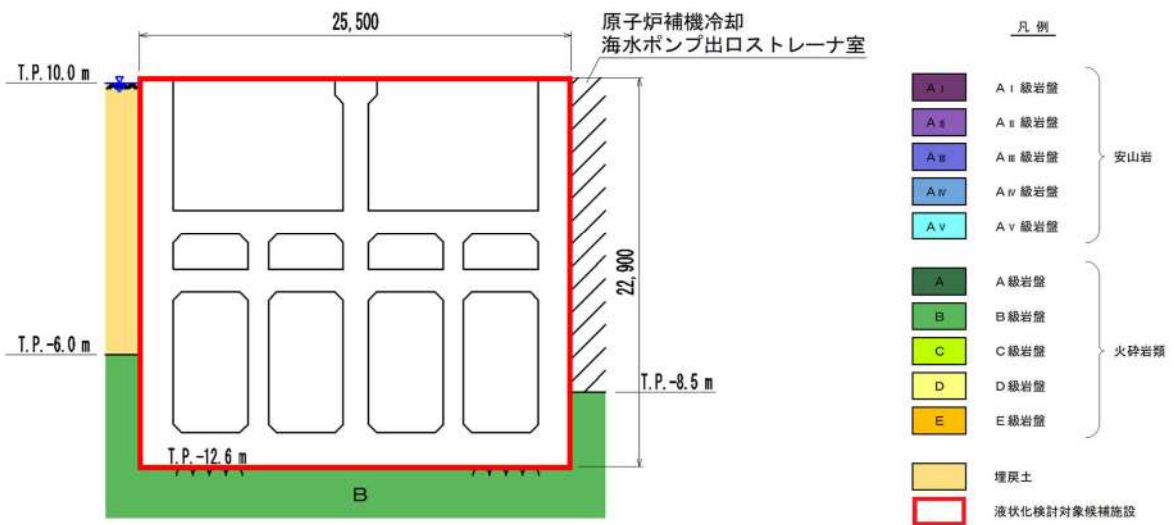 25,500
原子炉補機冷却
海水ポンプ出口ストレーナ室
T.P.10.0 m
22,900
T.P.-6.0 m
T.P.-8.5 m
T.P.-12.6 m
B
凡 例
AⅠ AⅠ級岩盤
AⅡ AⅡ級岩盤
AⅢ AⅢ級岩盤
安山岩
AⅣ AⅣ級岩盤
AⅤ AⅤ級岩盤
A A級岩盤
B B級岩盤
C C級岩盤
火砕岩類
D D級岩盤
E E級岩盤
埋戻土
液状化検討対象候補施設